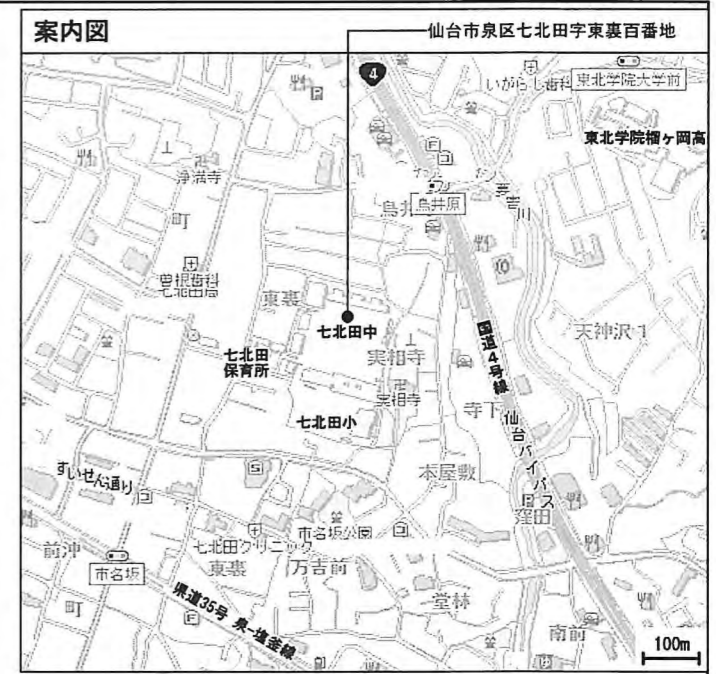 案内図
仙台市泉区七北田字東裏百番地
4
いがらし歯科
東北学院大学前
東北学院榴ヶ岡高
浄満寺
町
鳥井原
曽根歯科
東裏
七北田中
実相寺
天神沢1
国道4号線
七北田
保育所
実相寺
寺下
仙台バイパス
七北田小
本屋敷
すいせん通り
窪田
市名坂公園
七北田クリニック
前沖
東裏
万吉前
市名坂
堂林
町
県道35号 泉-塩釜線
南前
100m